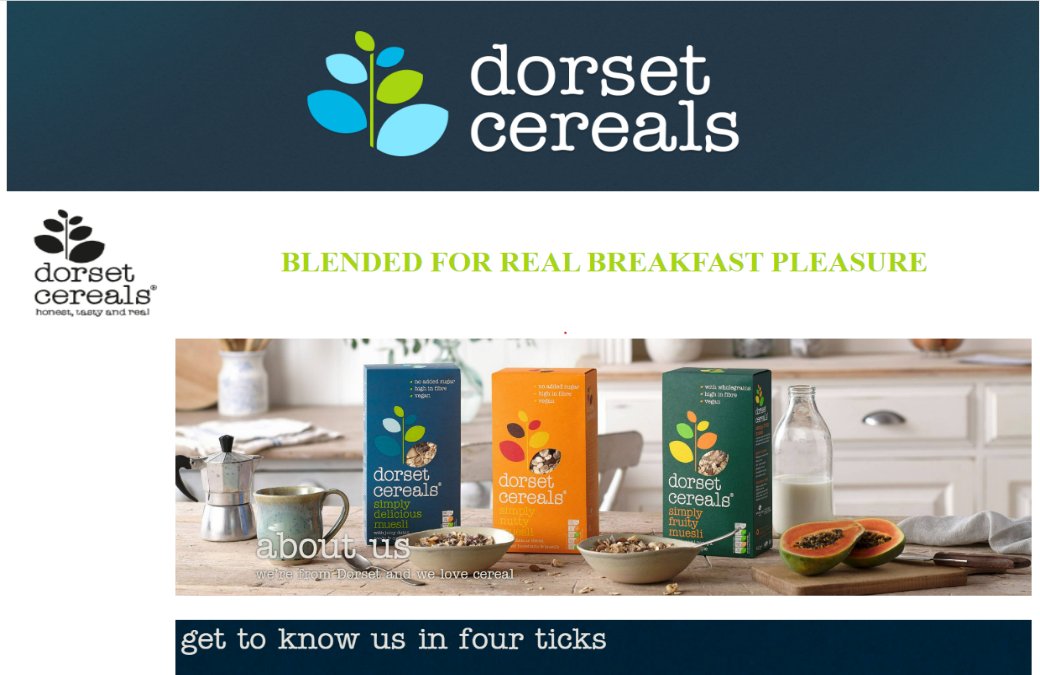 dorset
cereals
dorset
cereals®
honest, tasty and real
BLENDED FOR REAL BREAKFAST PLEASURE
no added sugar
high in fibre
vegan
dorset
cereals®
simply
delicious
muesli
no added sugar
high in fibre
vegan
dorset
cereals®
simply
nutty
muesli
with wholegrains
high in fibre
vegan
dorset
cereals®
simply
fruity
muesli
about us
we're from Dorset and we love cereal
get to know us in four ticks